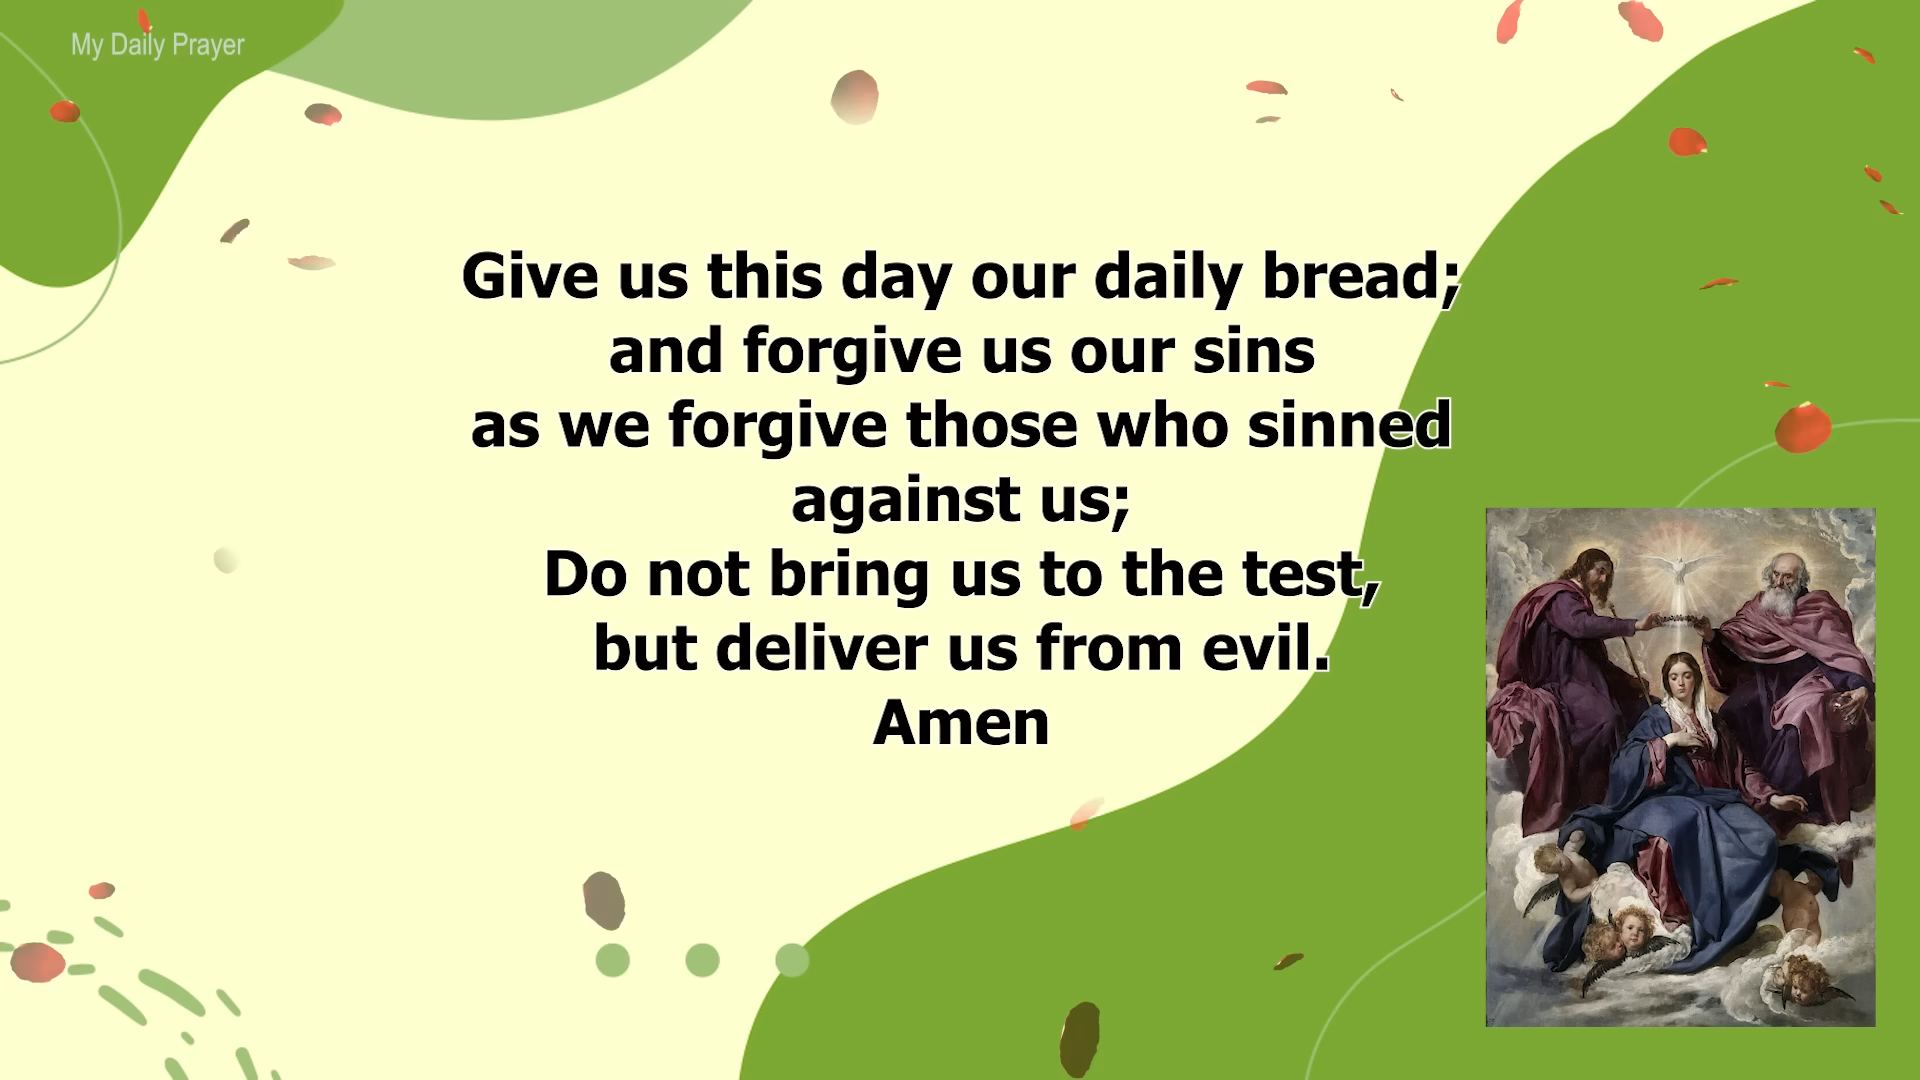 My Daily Prayer
Give us this day our daily bread;
and forgive us our sins
as we forgive those who sinned
against us;
Do not bring us to the test,
but deliver us from evil.
Amen